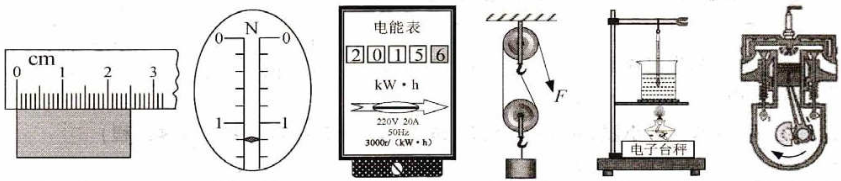 cm
0 1 2 3
N
0 0
1 1
电能表
2 0 1 5 6
kW·h
220V 20A
50Hz
3000r/(kW·h)
F
电子台秤